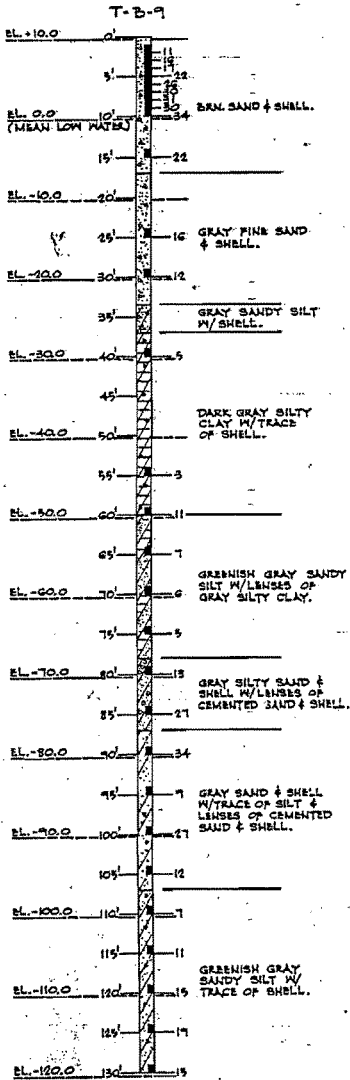 T-B-9
EL. +10.0 0'
11
5' 22
30
EL. 0.0 10' 34
(MEAN LOW WATER)
BRN. SAND & SHELL.
15' 22
EL. -10.0 20'
25' 16
GRAY FINE SAND
& SHELL.
EL. -20.0 30' 12
35'
GRAY SANDY SILT
W/SHELL.
EL. -30.0 40' 5
45'
DARK GRAY SILTY
CLAY W/TRACE
OF SHELL.
EL. -40.0 50'
55' 3
EL. -50.0 60' 11
65' 7
GREENISH GRAY SANDY
SILT W/LENSES OF
GRAY SILTY CLAY.
EL. -60.0 70' 6
75' 5
EL. -70.0 80' 13
GRAY SILTY SAND &
SHELL W/LENSES OF
CEMENTED SAND & SHELL.
85' 27
EL. -80.0 90' 34
95' 9
GRAY SAND & SHELL
W/TRACE OF SILT &
LENSES OF CEMENTED
SAND & SHELL.
EL. -90.0 100' 27
105' 12
EL. -100.0 110' 7
115' 11
GREENISH GRAY
SANDY SILT W/
TRACE OF SHELL.
EL. -110.0 120' 15
125' 19
EL. -120.0 130' 15